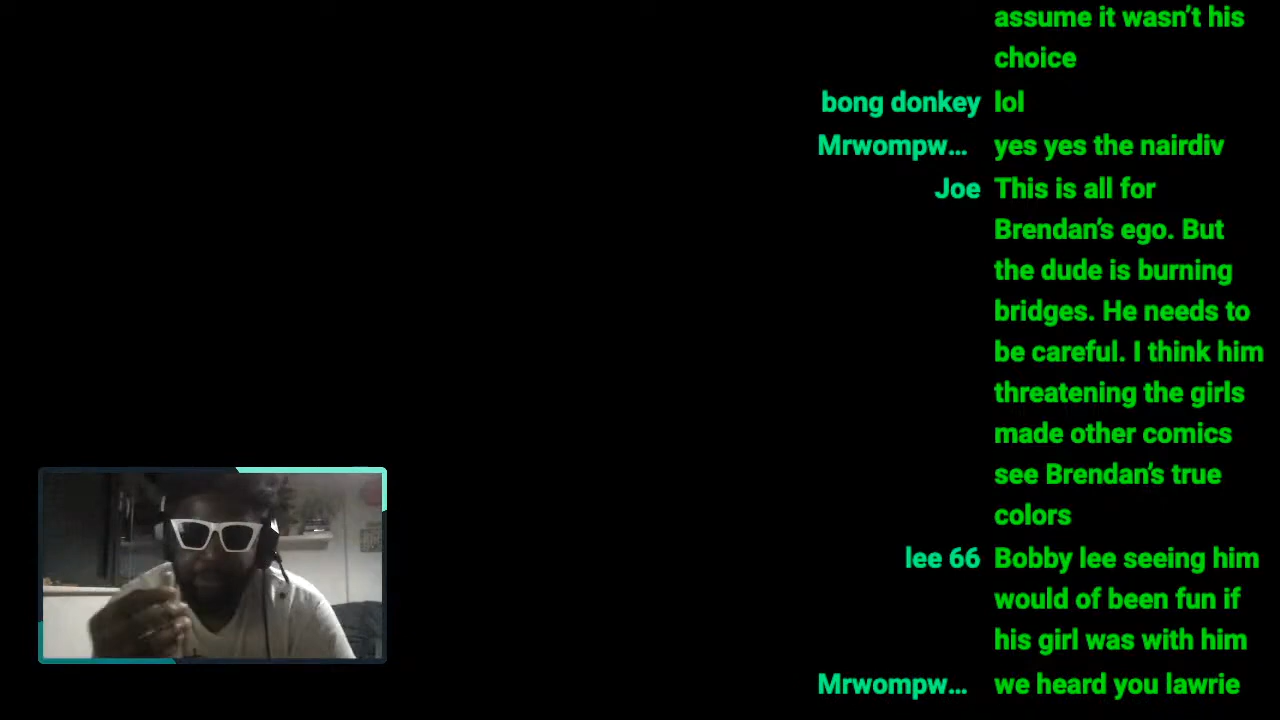 assume it wasn’t his
choice
bong donkey lol
Mrwompw… yes yes the nairdiv
Joe This is all for
Brendan’s ego. But
the dude is burning
bridges. He needs to
be careful. I think him
threatening the girls
made other comics
see Brendan’s true
colors
lee 66 Bobby lee seeing him
would of been fun if
his girl was with him
Mrwompw… we heard you lawrie